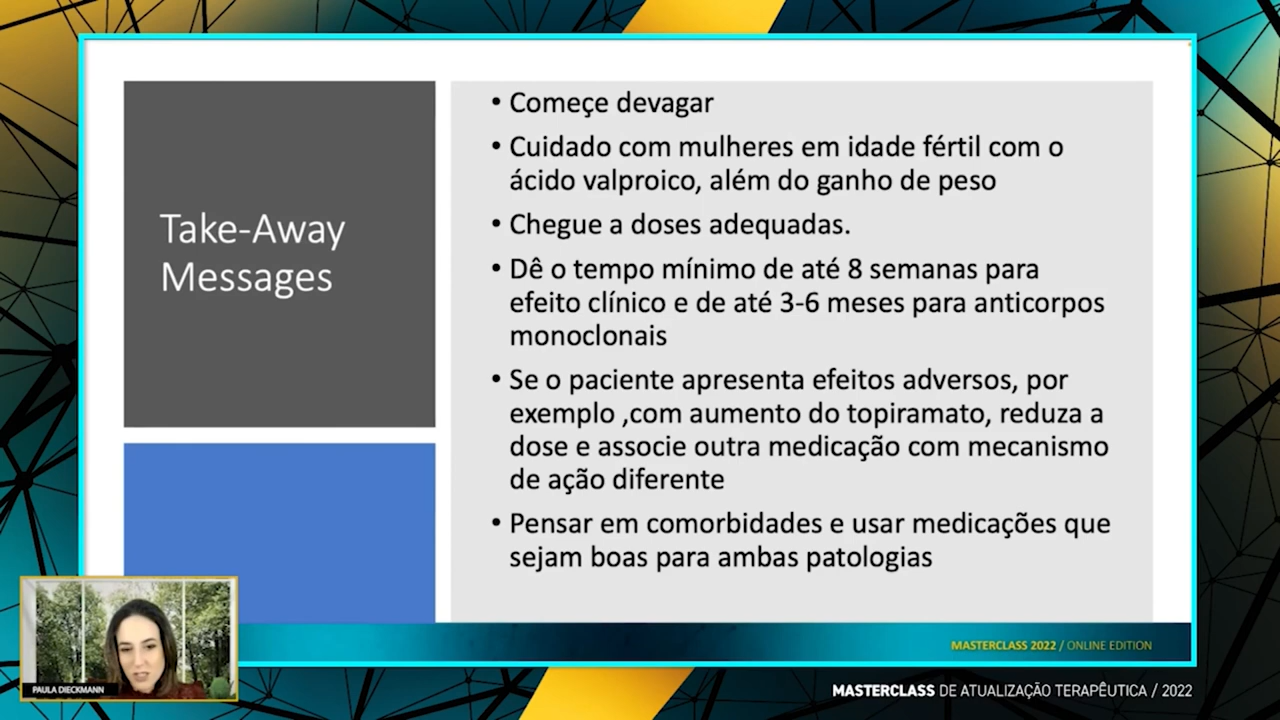 Take-Away
Messages
• Começe devagar
• Cuidado com mulheres em idade fértil com o
ácido valproico, além do ganho de peso
• Chegue a doses adequadas.
• Dê o tempo mínimo de até 8 semanas para
efeito clínico e de até 3-6 meses para anticorpos
monoclonais
• Se o paciente apresenta efeitos adversos, por
exemplo ,com aumento do topiramato, reduza a
dose e associe outra medicação com mecanismo
de ação diferente
• Pensar em comorbidades e usar medicações que
sejam boas para ambas patologias
MASTERCLASS 2022 / ONLINE EDITION
PAULA DIECKMANN
MASTERCLASS DE ATUALIZAÇÃO TERAPÊUTICA / 2022